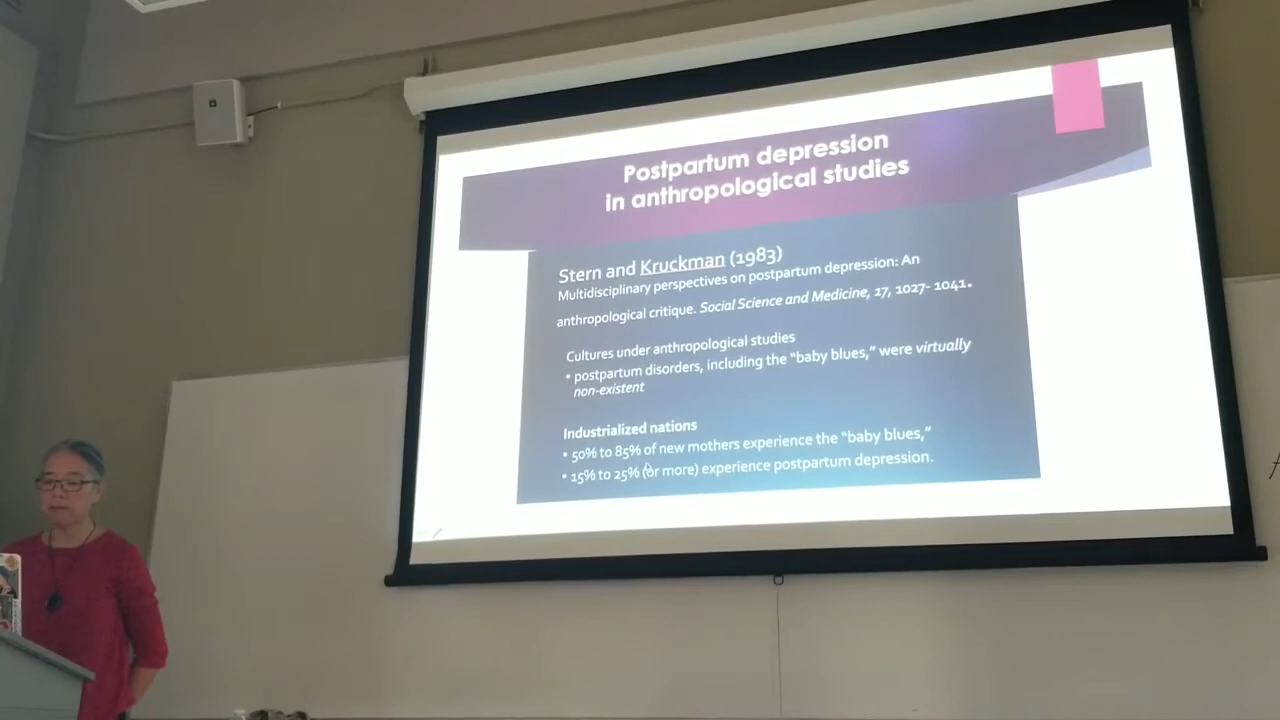 Postpartum depression
in anthropological studies
Stern and Kruckman (1983)
Multidisciplinary perspectives on postpartum depression: An
anthropological critique. Social Science and Medicine, 17, 1027- 1041.
Cultures under anthropological studies
• postpartum disorders, including the “baby blues,” were virtually
non-existent
Industrialized nations
• 50% to 85% of new mothers experience the “baby blues,”
• 15% to 25% (or more) experience postpartum depression.